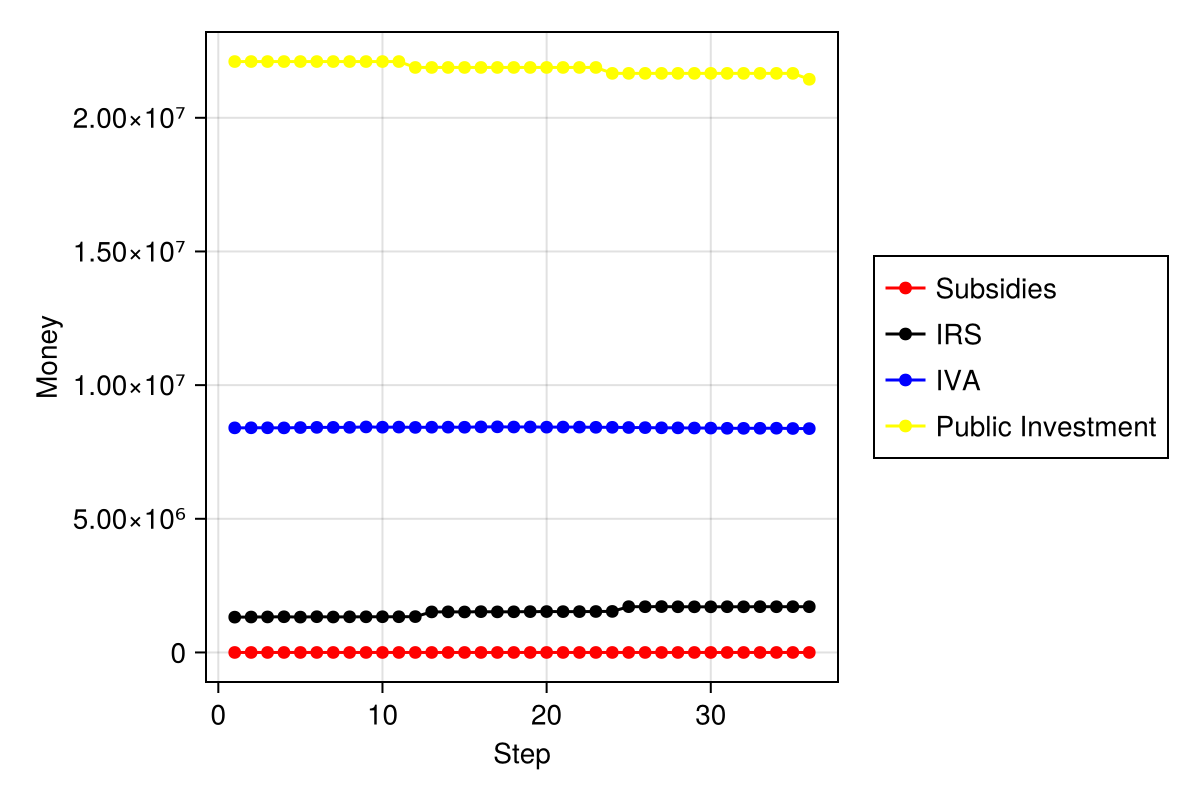 2.00×10⁷
1.50×10⁷
1.00×10⁷
5.00×10⁶
0
0 10 20 30
Step
Money
Subsidies
IRS
IVA
Public Investment